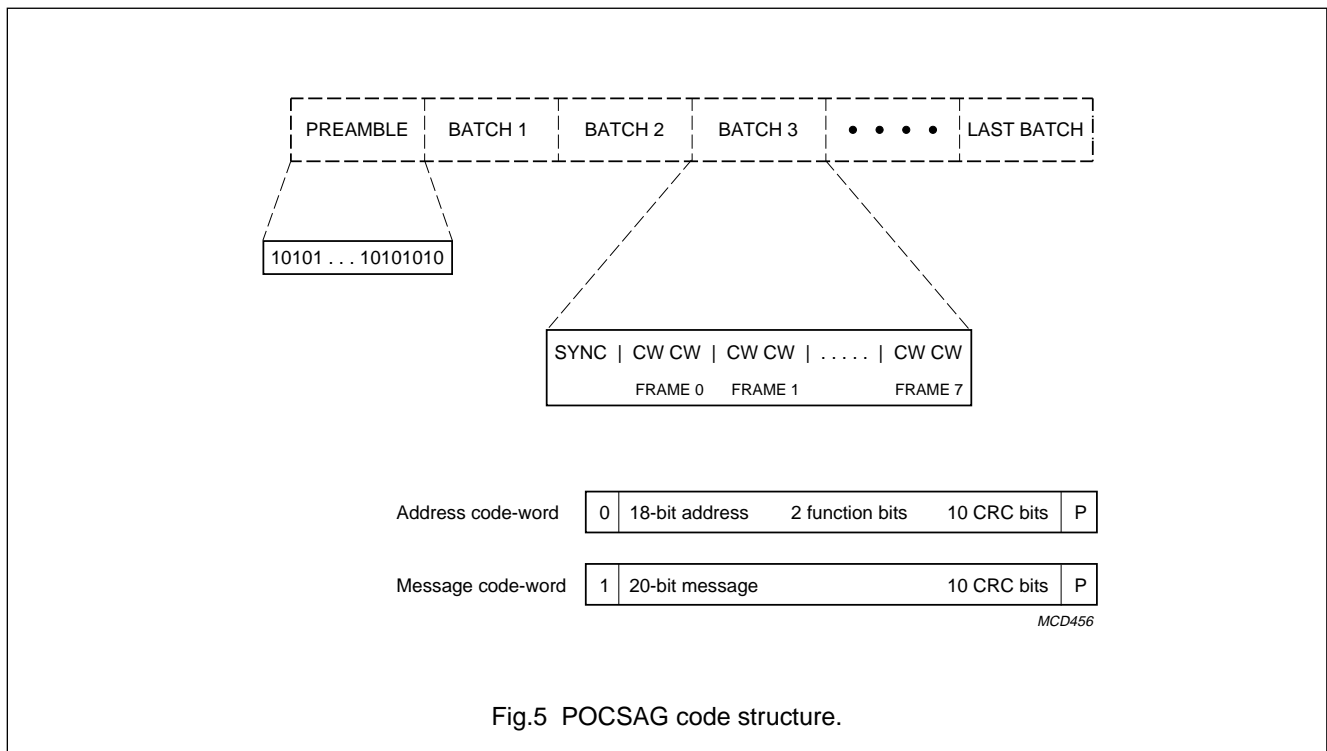 PREAMBLE BATCH 1 BATCH 2 BATCH 3 • • • • LAST BATCH
10101 . . . 10101010
SYNC | CW CW | CW CW | . . . . . | CW CW
FRAME 0 FRAME 1 FRAME 7
Address code-word 0 18-bit address 2 function bits 10 CRC bits P
Message code-word 1 20-bit message 10 CRC bits P
MCD456
Fig.5 POCSAG code structure.